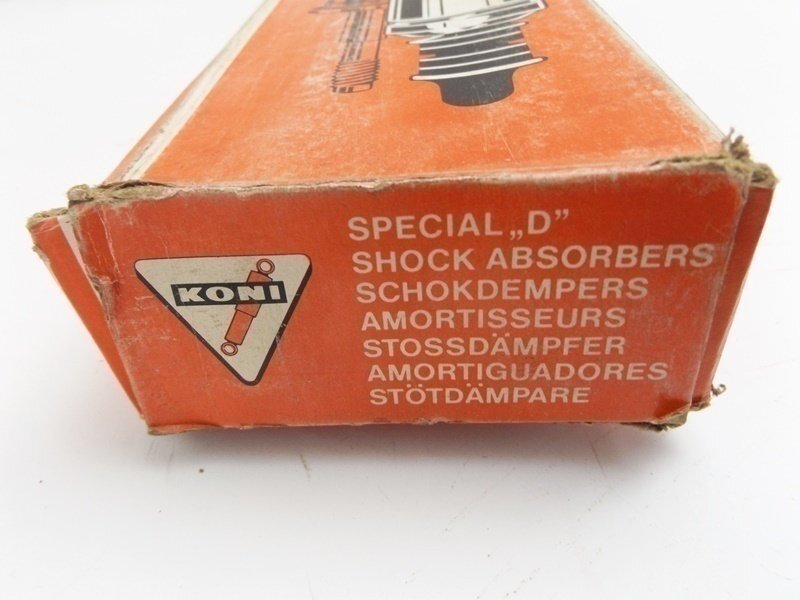 KONI
SPECIAL „D”
SHOCK ABSORBERS
SCHOKDEMPERS
AMORTISSEURS
STOSSDÄMPFER
AMORTIGUADORES
STÖTDÄMPARE